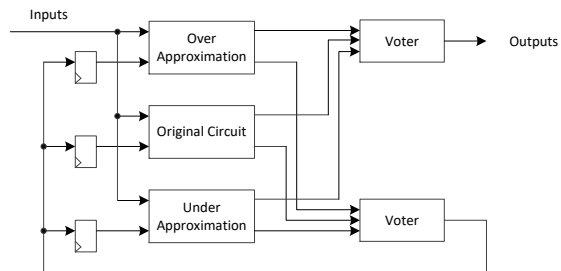 Inputs
Over
Approximation
Voter
Outputs
Original Circuit
Under
Approximation
Voter